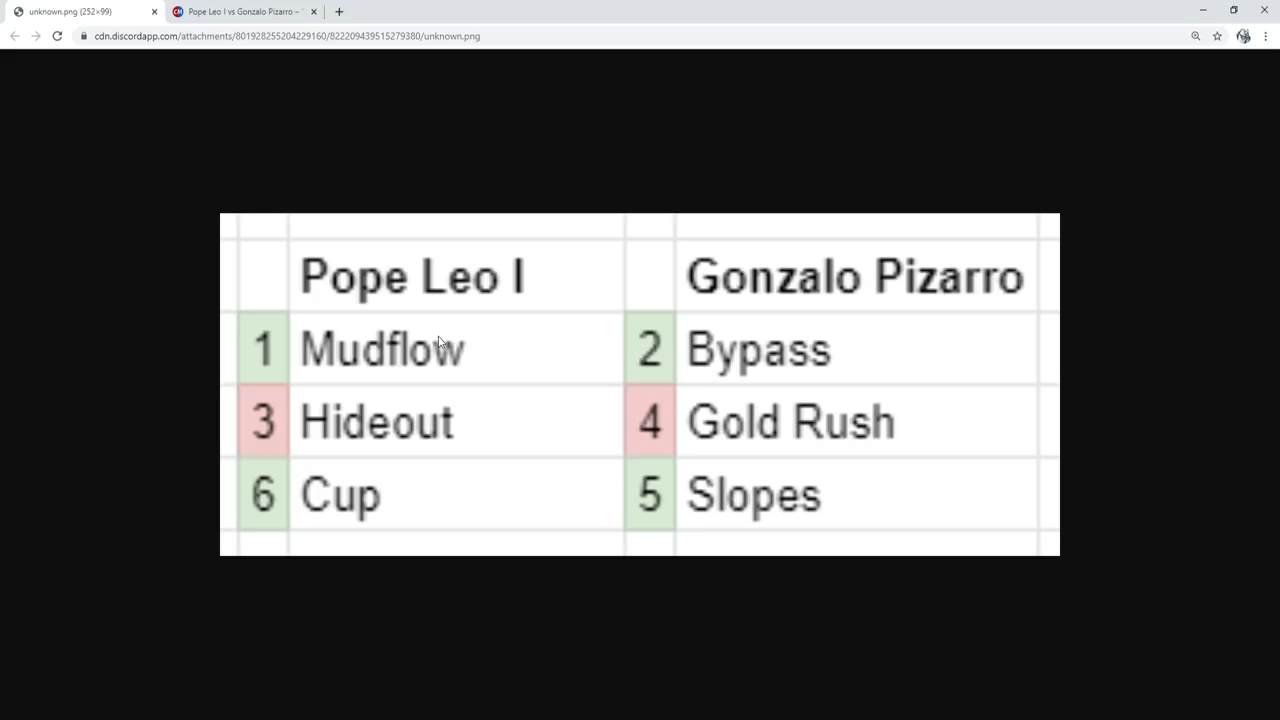 unknown.png (252×99)
Pope Leo I vs Gonzalo Pizarro –
cdn.discordapp.com/attachments/801928255204229160/822209439515279380/unknown.png
Pope Leo I Gonzalo Pizarro
1 Mudflow 2 Bypass
3 Hideout 4 Gold Rush
6 Cup 5 Slopes